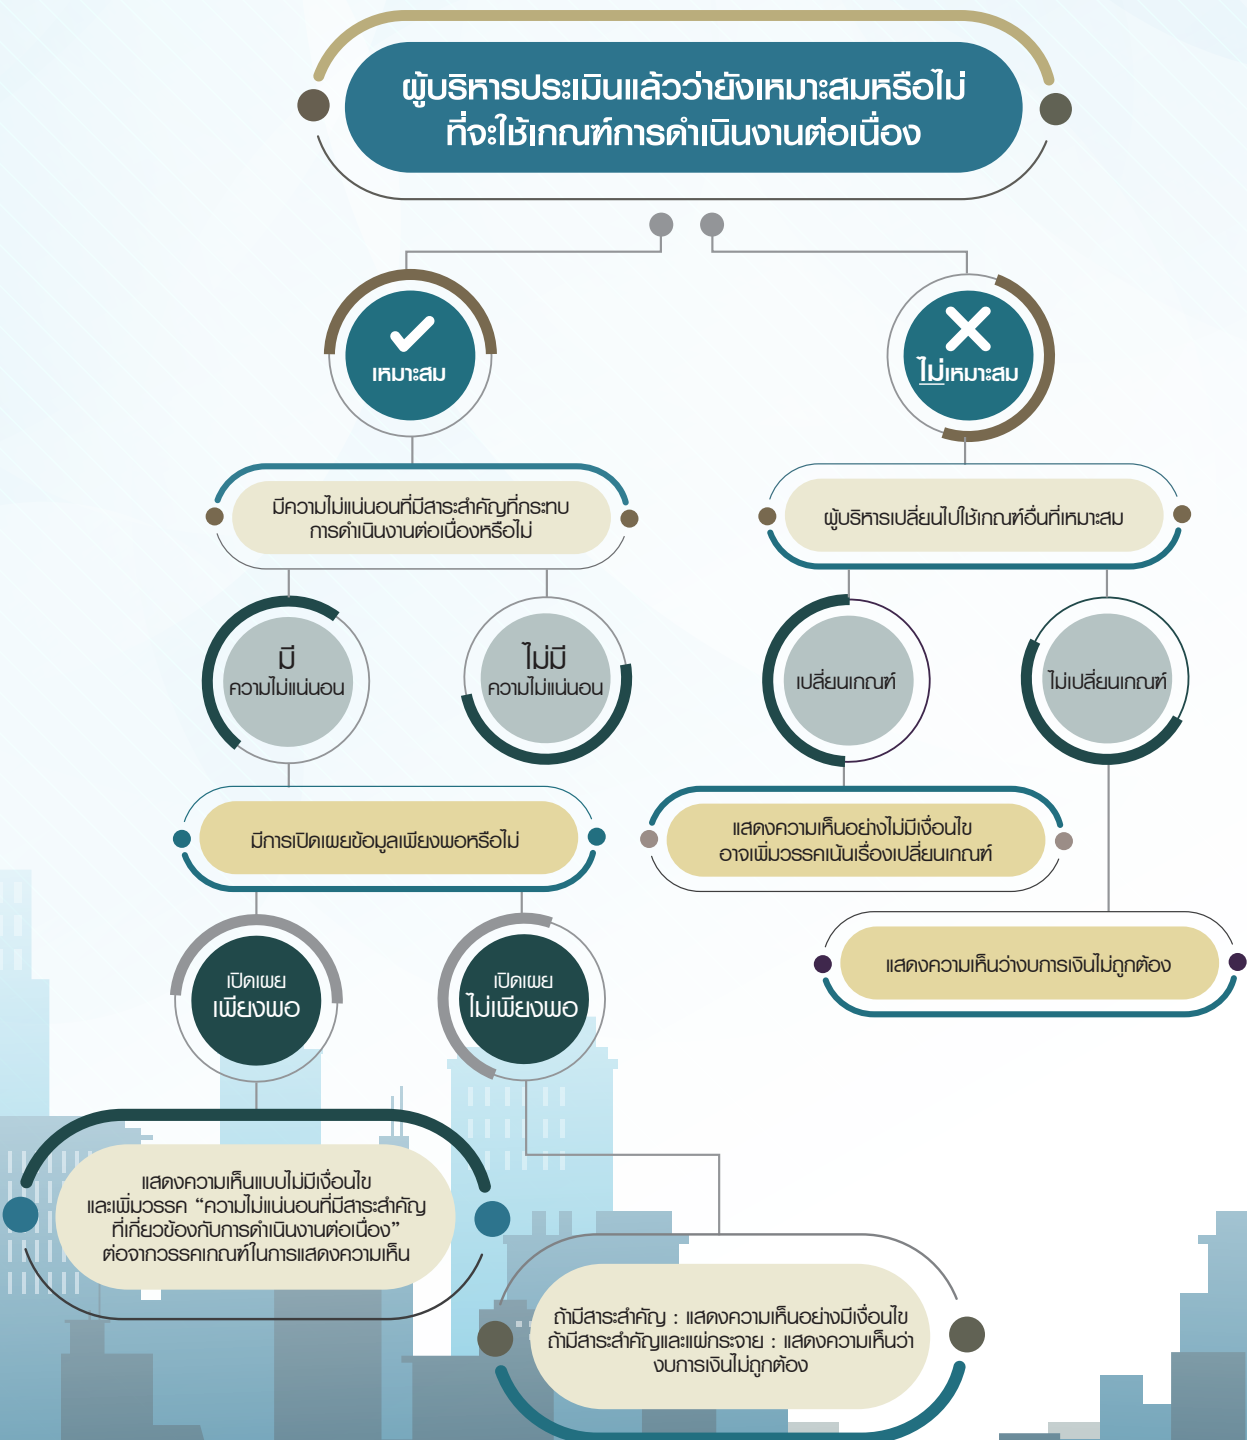 ผู้บริหารประเมินแล้วว่ายังเหมาะสมหรือไม่
ที่จะใช้เกณฑ์การดำเนินงานต่อเนื่อง
เหมาะสม
ไม่เหมาะสม
มีความไม่แน่นอนที่มีสาระสำคัญที่กระทบ
การดำเนินงานต่อเนื่องหรือไม่
ผู้บริหารเปลี่ยนไปใช้เกณฑ์อื่นที่เหมาะสม
มี
ความไม่แน่นอน
ไม่มี
ความไม่แน่นอน
เปลี่ยนเกณฑ์
ไม่เปลี่ยนเกณฑ์
มีการเปิดเผยข้อมูลเพียงพอหรือไม่
แสดงความเห็นอย่างไม่มีเงื่อนไข
อาจเพิ่มวรรคเน้นเรื่องเปลี่ยนเกณฑ์
แสดงความเห็นว่างบการเงินไม่ถูกต้อง
เปิดเผย
เพียงพอ
เปิดเผย
ไม่เพียงพอ
แสดงความเห็นแบบไม่มีเงื่อนไข
และเพิ่มวรรค “ความไม่แน่นอนที่มีสาระสำคัญ
ที่เกี่ยวข้องกับการดำเนินงานต่อเนื่อง”
ต่อจากวรรคเกณฑ์ในการแสดงความเห็น
ถ้ามีสาระสำคัญ : แสดงความเห็นอย่างมีเงื่อนไข
ถ้ามีสาระสำคัญและแผ่กระจาย : แสดงความเห็นว่า
งบการเงินไม่ถูกต้อง